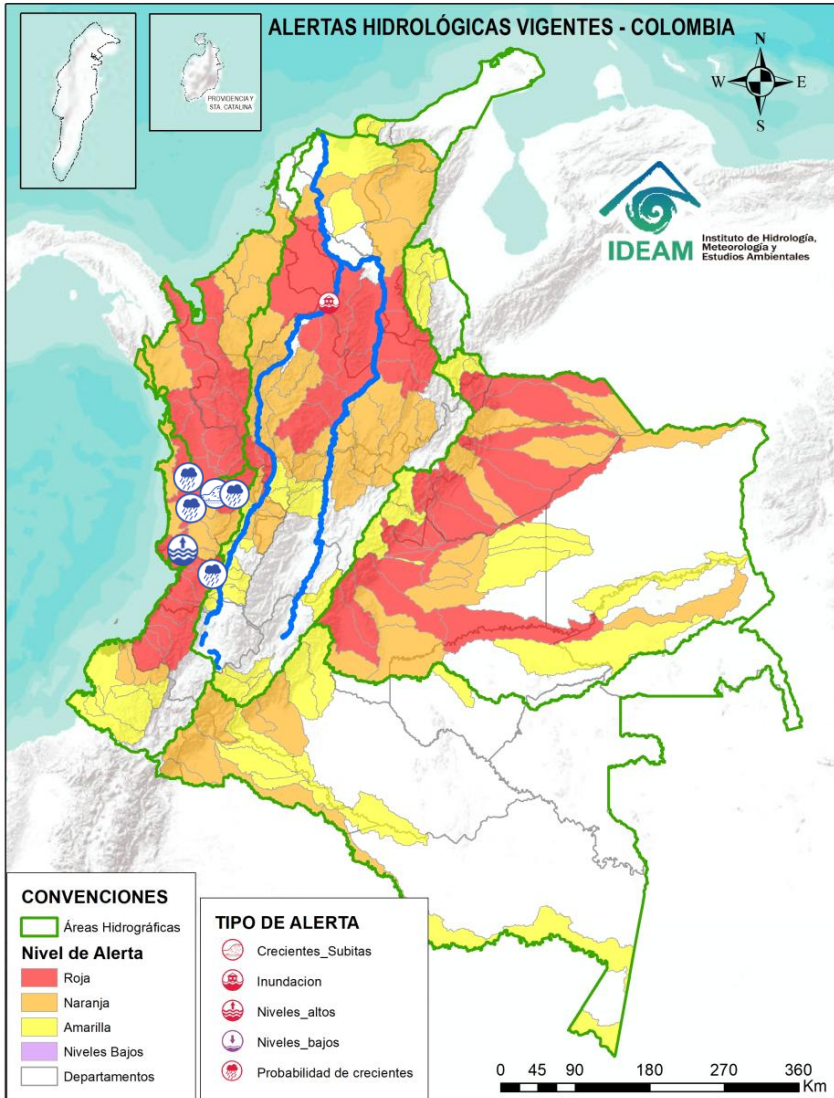 ALERTAS HIDROLÓGICAS VIGENTES - COLOMBIA
PROVIDENCIA Y
STA. CATALINA
N
W E
S
IDEAM
Instituto de Hidrología,
Meteorología y
Estudios Ambientales
CONVENCIONES
Áreas Hidrográficas
Nivel de Alerta
Roja
Naranja
Amarilla
Niveles Bajos
Departamentos
TIPO DE ALERTA
Crecientes_Subitas
Inundacion
Niveles_altos
Niveles_bajos
Probabilidad de crecientes
0 45 90 180 270 360
Km